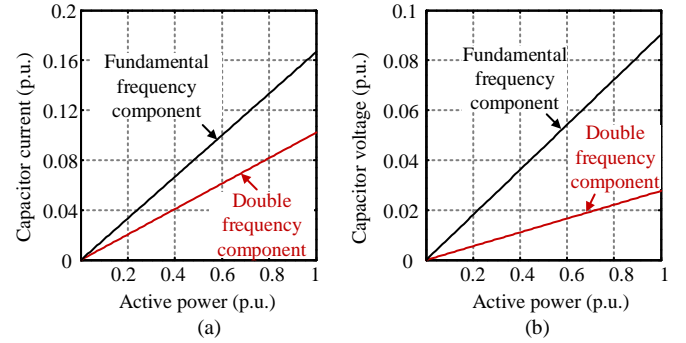 0.2
0.16
0.12
0.08
0.04
0
Capacitor current (p.u.)
Fundamental
frequency
component
Double
frequency
component
0.2 0.4 0.6 0.8 1
Active power (p.u.)
(a)
0.1
0.08
0.06
0.04
0.02
0
Capacitor voltage (p.u.)
Fundamental
frequency
component
Double
frequency
component
0.2 0.4 0.6 0.8 1
Active power (p.u.)
(b)